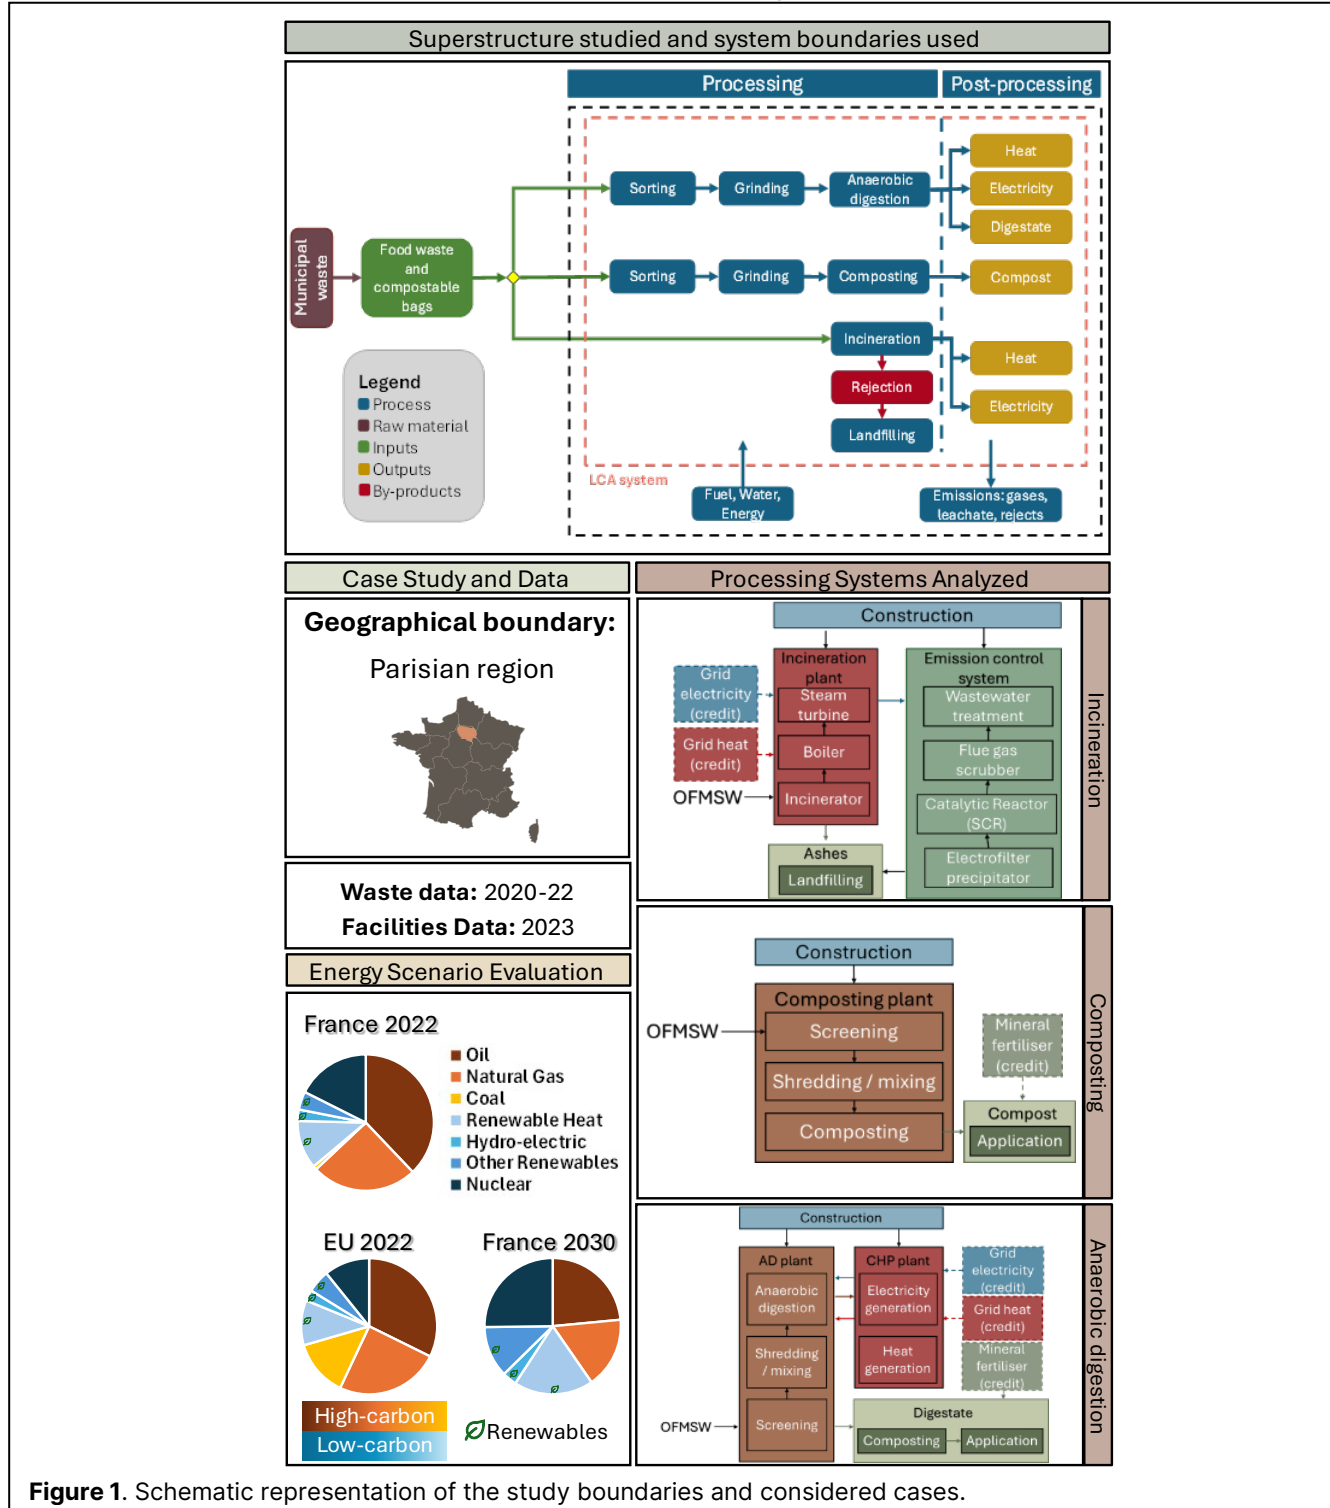 Superstructure studied and system boundaries used
Processing
Post-processing
Municipal
waste
Food waste
and
compostable
bags
Sorting
Grinding
Anaerobic
digestion
Heat
Electricity
Digestate
Sorting
Grinding
Composting
Compost
Incineration
Rejection
Landfilling
Heat
Electricity
LCA system
Fuel, Water,
Energy
Emissions: gases,
leachate, rejects
Legend
Process
Raw material
Inputs
Outputs
By-products
Case Study and Data
Geographical boundary:
Parisian region
Waste data: 2020-22
Facilities Data: 2023
Energy Scenario Evaluation
France 2022
Oil
Natural Gas
Coal
Renewable Heat
Hydro-electric
Other Renewables
Nuclear
EU 2022
France 2030
High-carbon
Low-carbon
Renewables
Processing Systems Analyzed
Construction
Incineration
plant
Steam
turbine
Boiler
Incinerator
Grid
electricity
(credit)
Grid heat
(credit)
OFMSW
Emission control
system
Wastewater
treatment
Flue gas
scrubber
Catalytic Reactor
(SCR)
Electrofilter
precipitator
Ashes
Landfilling
Incineration
Construction
Composting plant
OFMSW
Screening
Shredding / mixing
Composting
Mineral
fertiliser
(credit)
Compost
Application
Composting
Construction
AD plant
Anaerobic
digestion
Shredding
/ mixing
Screening
OFMSW
CHP plant
Electricity
generation
Heat
generation
Grid
electricity
(credit)
Grid heat
(credit)
Mineral
fertiliser
(credit)
Digestate
Composting
Application
Anaerobic digestion
Figure 1. Schematic representation of the study boundaries and considered cases.